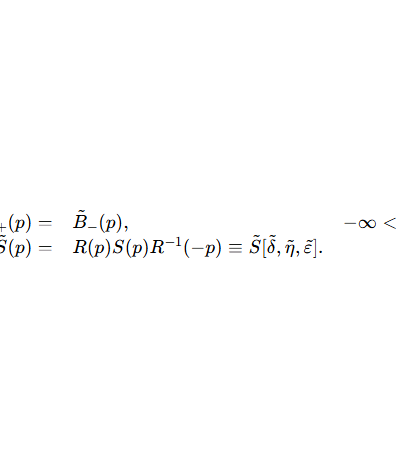 ₊(p) = B̃₋(p), −∞ <
S̃(p) = R(p)S(p)R⁻¹(−p) ≡ S̃[δ̃, η̃, ε̃].